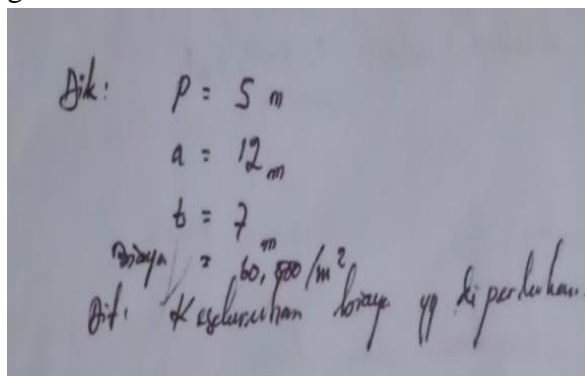 Dik: p = 5 m
a = 12 m
t = 7 m
Biaya = 60,000/m²
Dit: Keseluruhan biaya yg diperlukan.